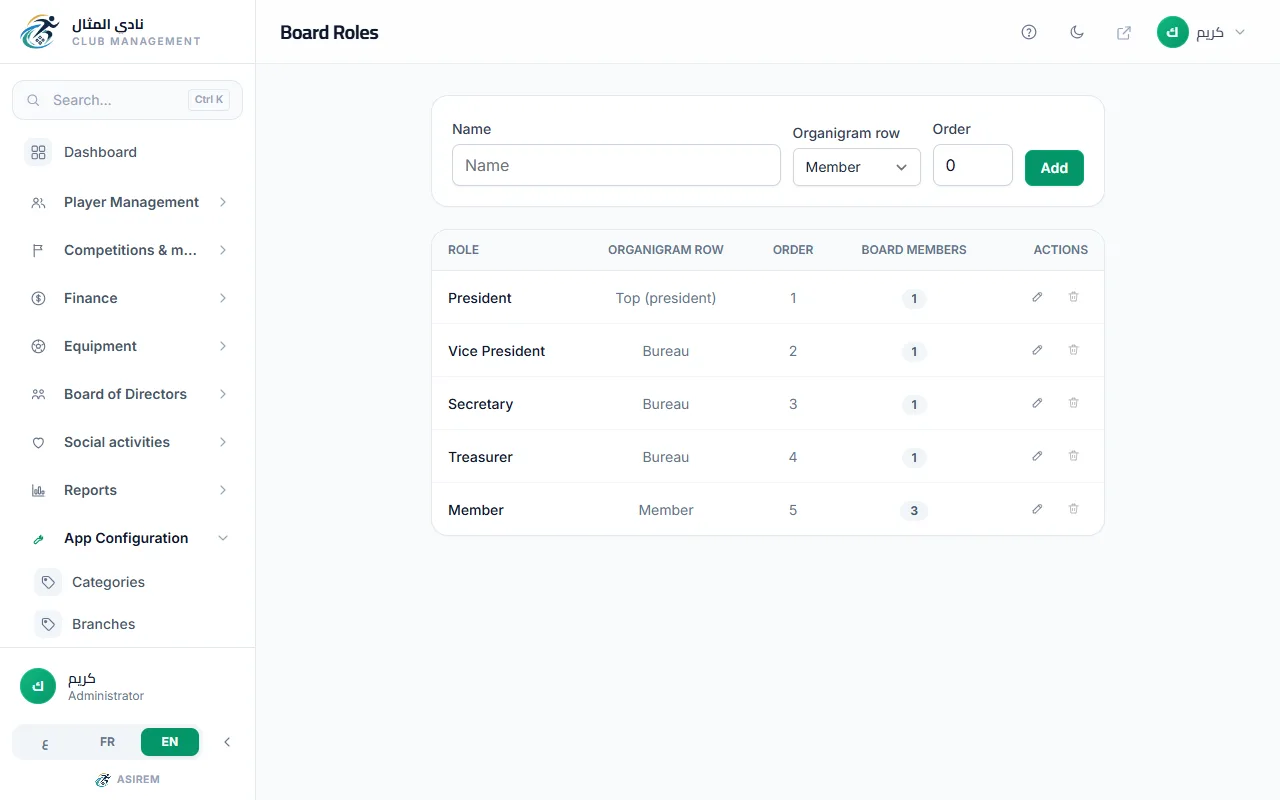 نادي المثال
CLUB MANAGEMENT
Board Roles
ك
كريم
Search...
Ctrl K
Dashboard
Player Management
Competitions & m...
Finance
Equipment
Board of Directors
Social activities
Reports
App Configuration
Categories
Branches
ك
كريم
Administrator
ع
FR
EN
ASIREM
Name
Organigram row
Order
Name
Member
0
Add
ROLE ORGANIGRAM ROW ORDER BOARD MEMBERS ACTIONS
President Top (president) 1 1
Vice President Bureau 2 1
Secretary Bureau 3 1
Treasurer Bureau 4 1
Member Member 5 3